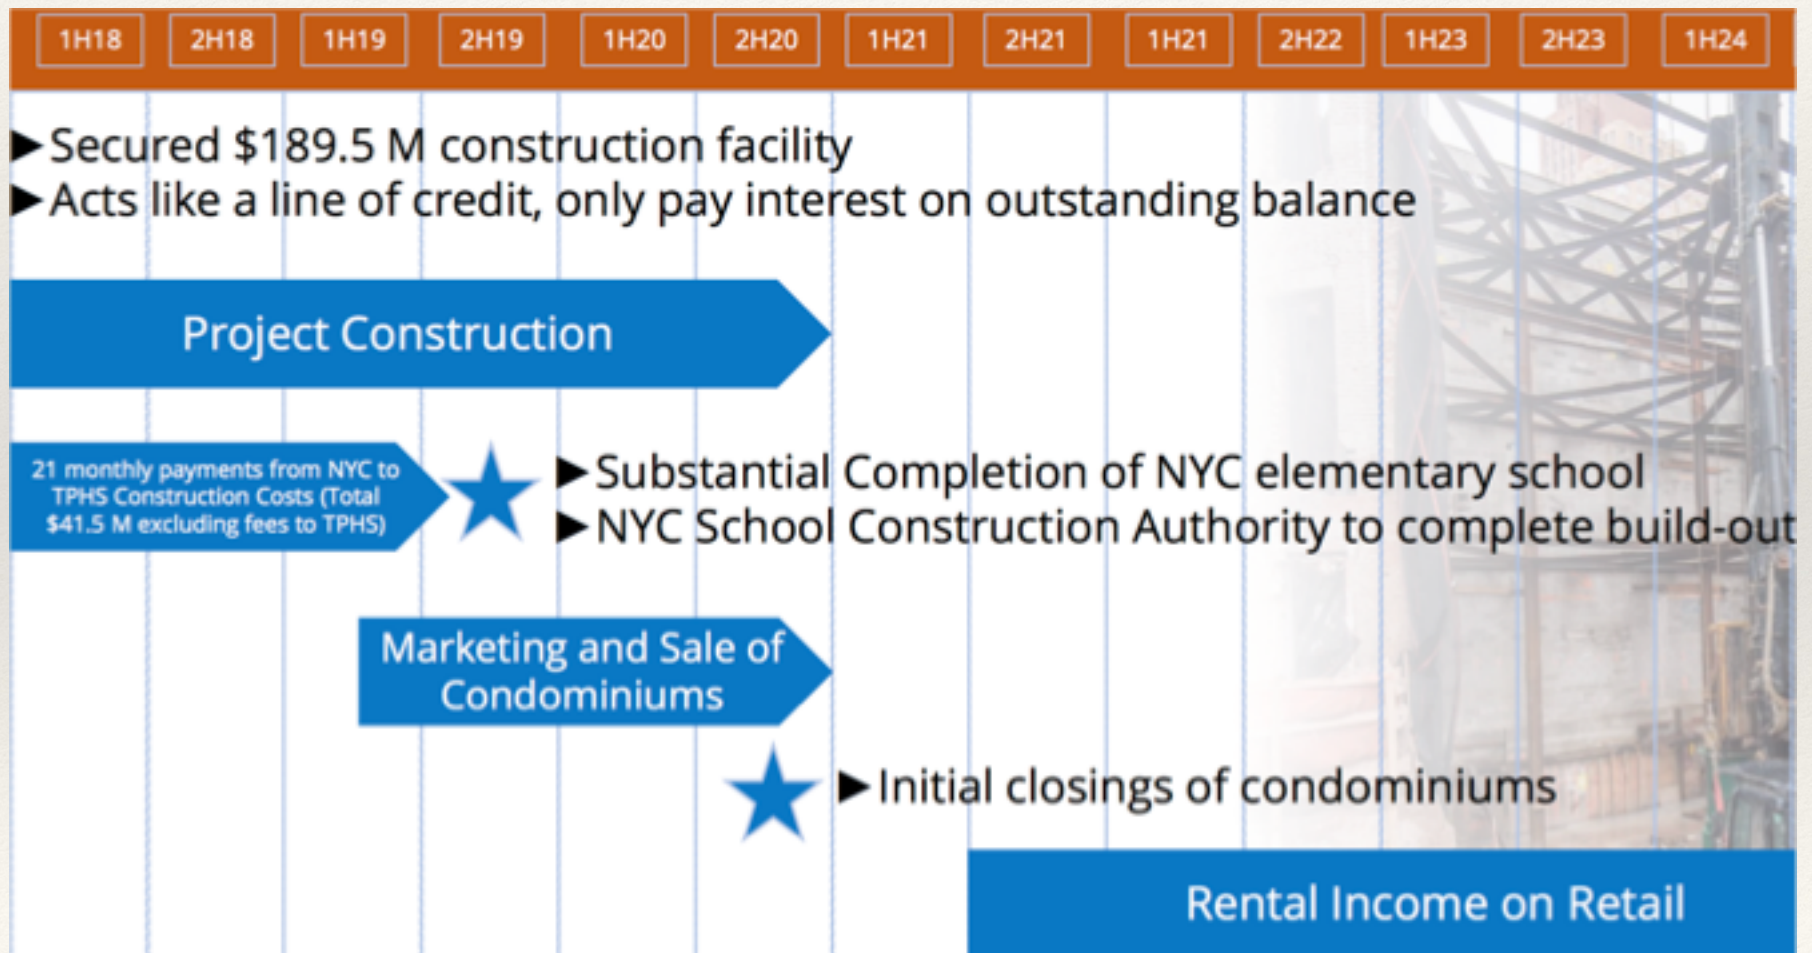 1H18 2H18 1H19 2H19 1H20 2H20 1H21 2H21 1H21 2H22 1H23 2H23 1H24
►Secured $189.5 M construction facility
►Acts like a line of credit, only pay interest on outstanding balance
Project Construction
21 monthly payments from NYC to
TPHS Construction Costs (Total
$41.5 M excluding fees to TPHS)
►Substantial Completion of NYC elementary school
►NYC School Construction Authority to complete build-out
Marketing and Sale of
Condominiums
►Initial closings of condominiums
Rental Income on Retail